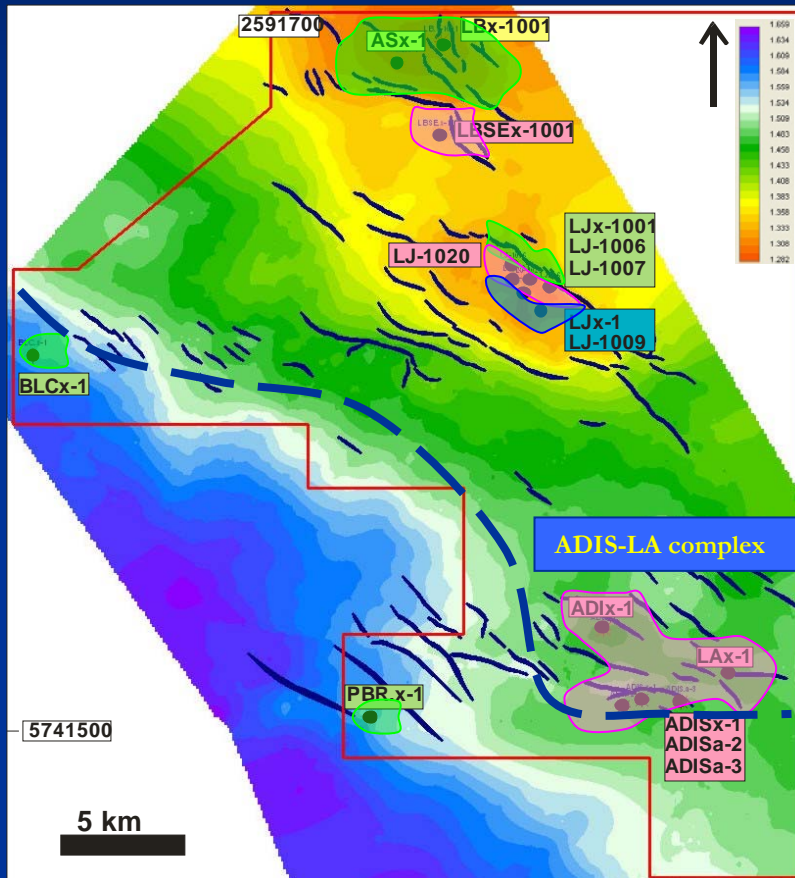 2591700
LBx-1001
ASx-1
LBSEx-1001
LJx-1001
LJ-1006
LJ-1007
LJ-1020
LJx-1
LJ-1009
BLCx-1
ADIS-LA complex
ADIx-1
LAx-1
PBR.x-1
ADISx-1
ADISa-2
ADISa-3
5741500
5 km
1.659
1.634
1.609
1.584
1.559
1.534
1.509
1.483
1.458
1.433
1.408
1.383
1.358
1.333
1.308
1.282